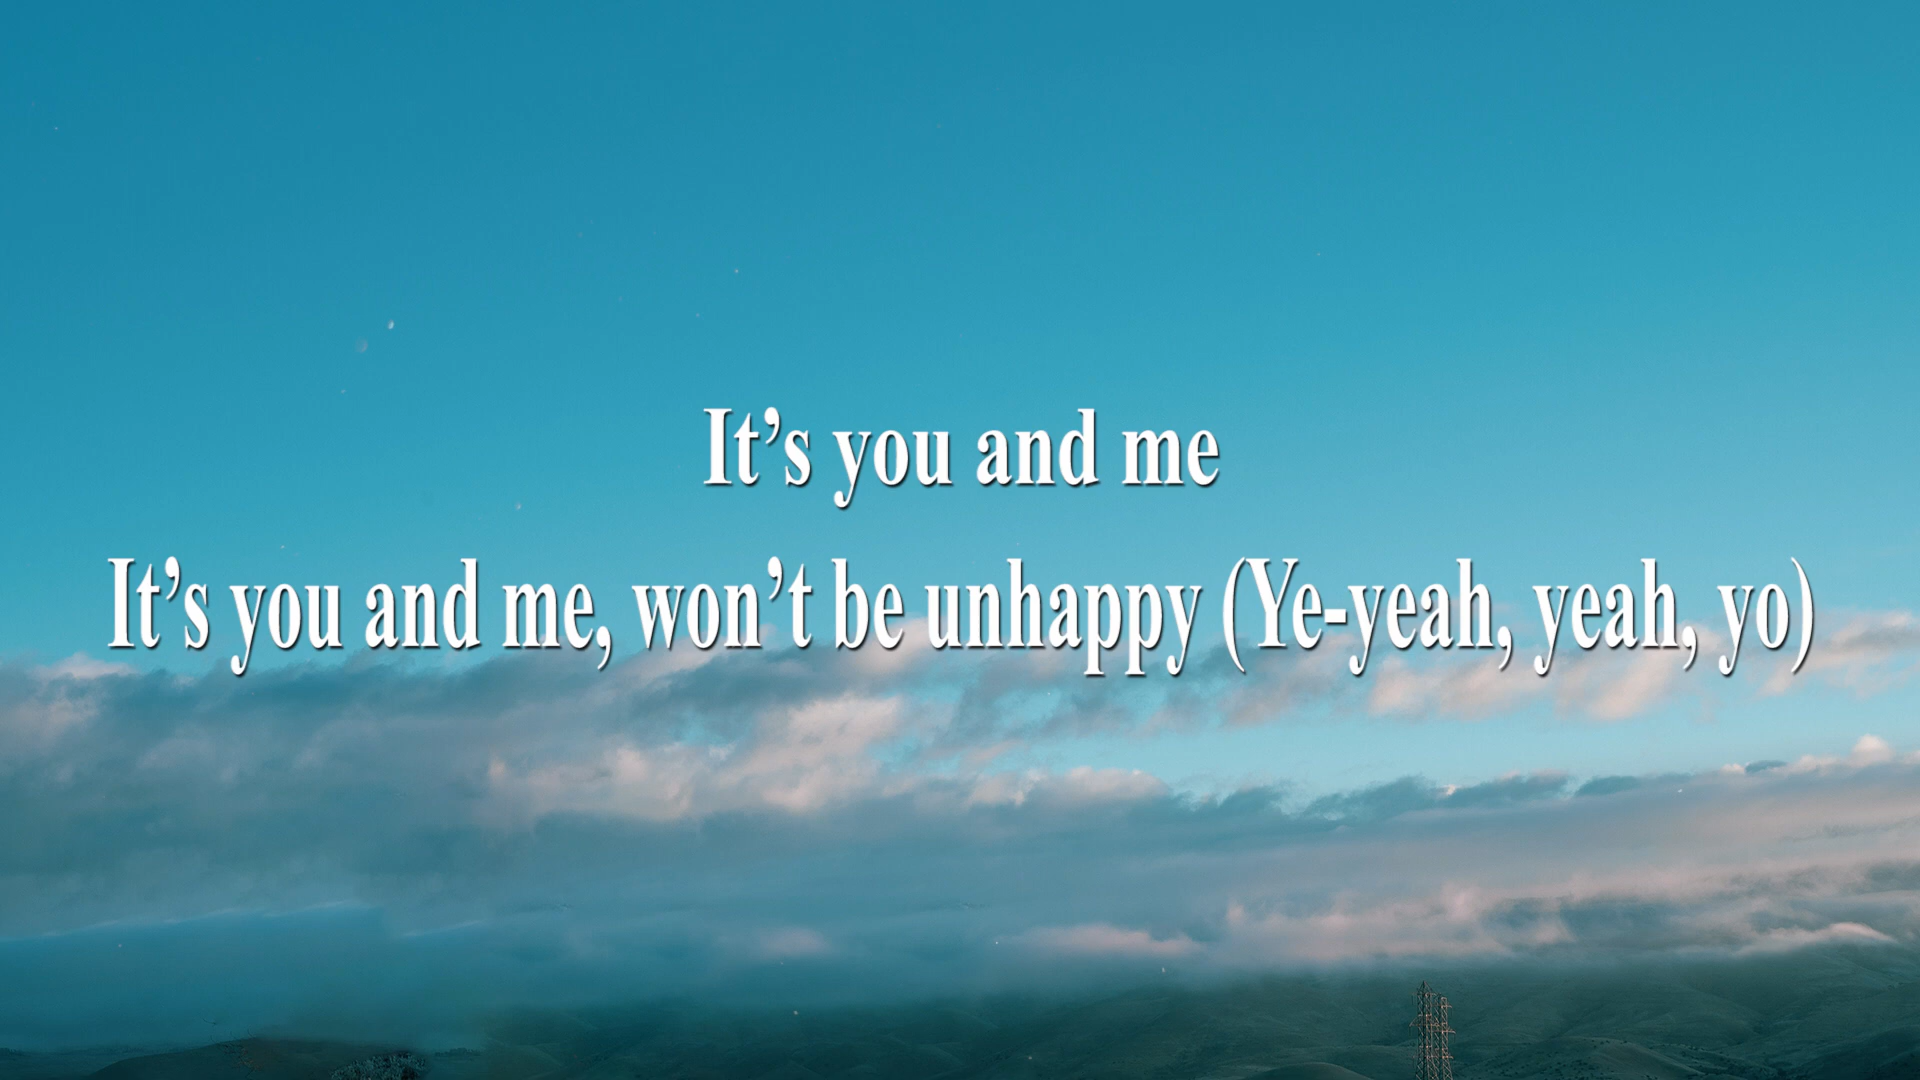 It’s you and me
It’s you and me, won’t be unhappy (Ye-yeah, yeah, yo)